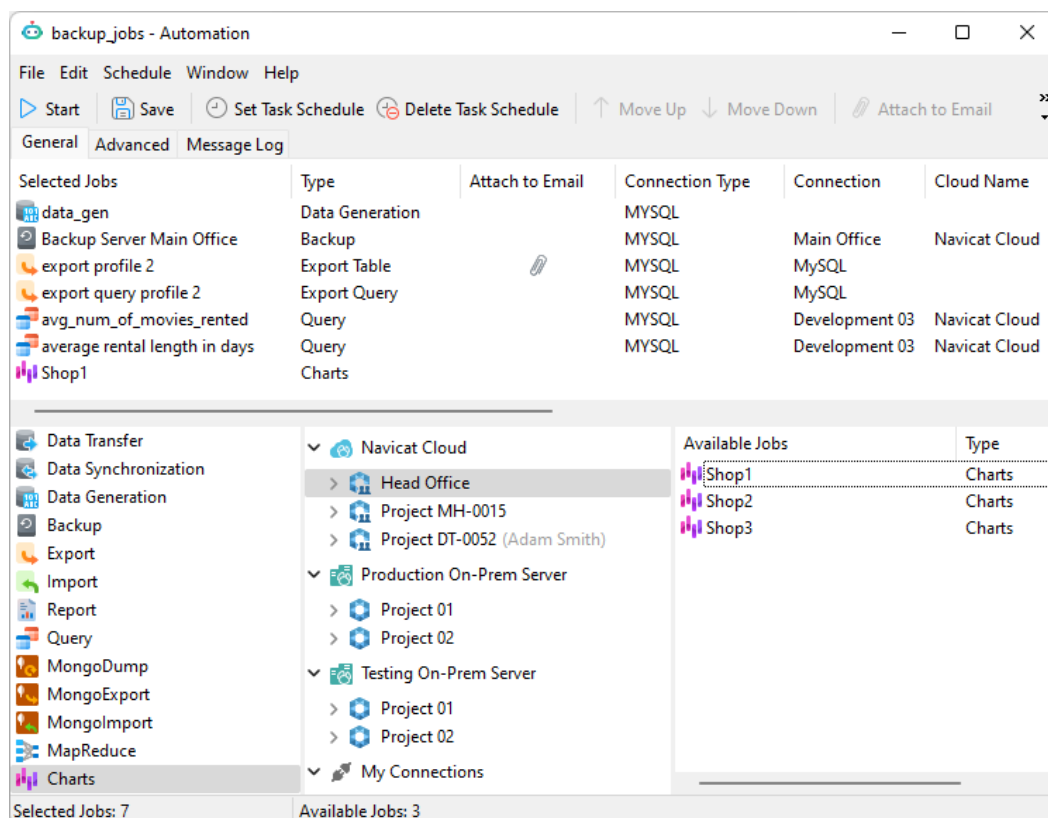 backup_jobs - Automation
File Edit Schedule Window Help
Start Save Set Task Schedule Delete Task Schedule Move Up Move Down Attach to Email
General Advanced Message Log
Selected Jobs Type Attach to Email Connection Type Connection Cloud Name
data_gen Data Generation MYSQL
Backup Server Main Office Backup MYSQL Main Office Navicat Cloud
export profile 2 Export Table MYSQL MySQL
export query profile 2 Export Query MYSQL MySQL
avg_num_of_movies_rented Query MYSQL Development 03 Navicat Cloud
average rental length in days Query MYSQL Development 03 Navicat Cloud
Shop1 Charts
Data Transfer
Data Synchronization
Data Generation
Backup
Export
Import
Report
Query
MongoDump
MongoExport
MongoImport
MapReduce
Charts
Navicat Cloud
Head Office
Project MH-0015
Project DT-0052 (Adam Smith)
Production On-Prem Server
Project 01
Project 02
Testing On-Prem Server
Project 01
Project 02
My Connections
Available Jobs Type
Shop1 Charts
Shop2 Charts
Shop3 Charts
Selected Jobs: 7 Available Jobs: 3